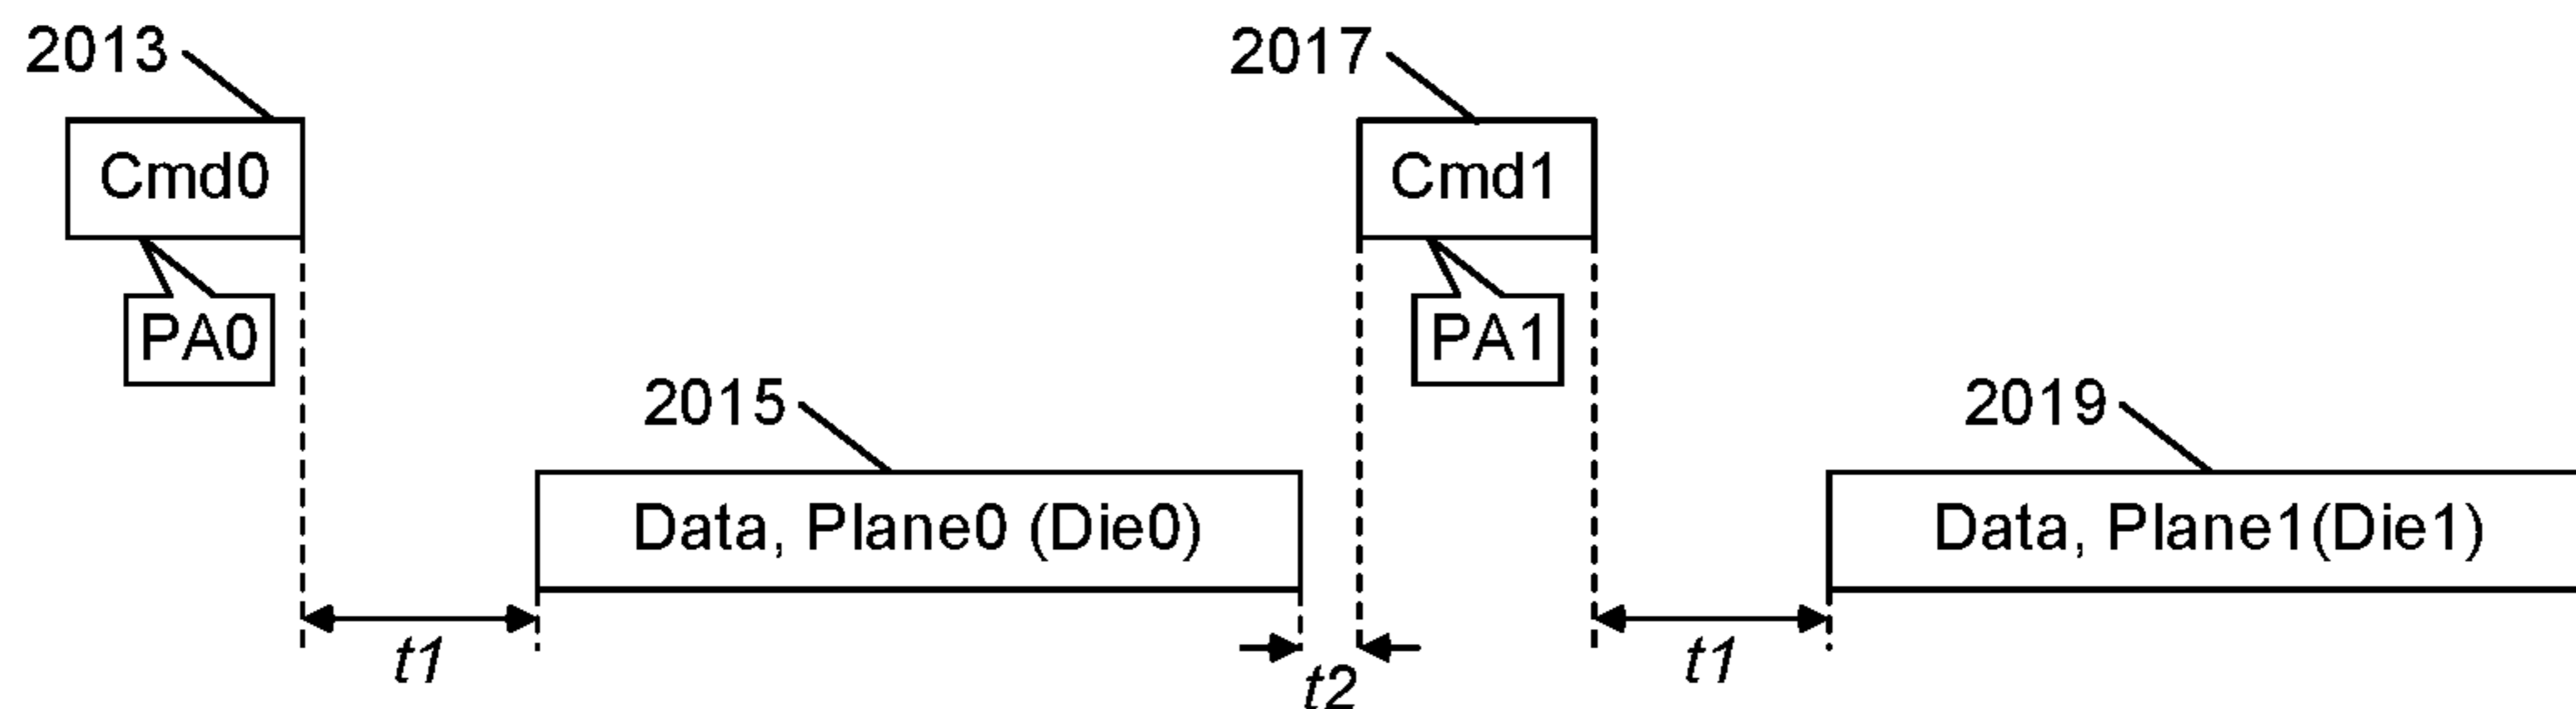 2013
2017
Cmd0
Cmd1
PA0
PA1
2015
2019
Data, Plane0 (Die0)
Data, Plane1(Die1)
t1
t2
t1